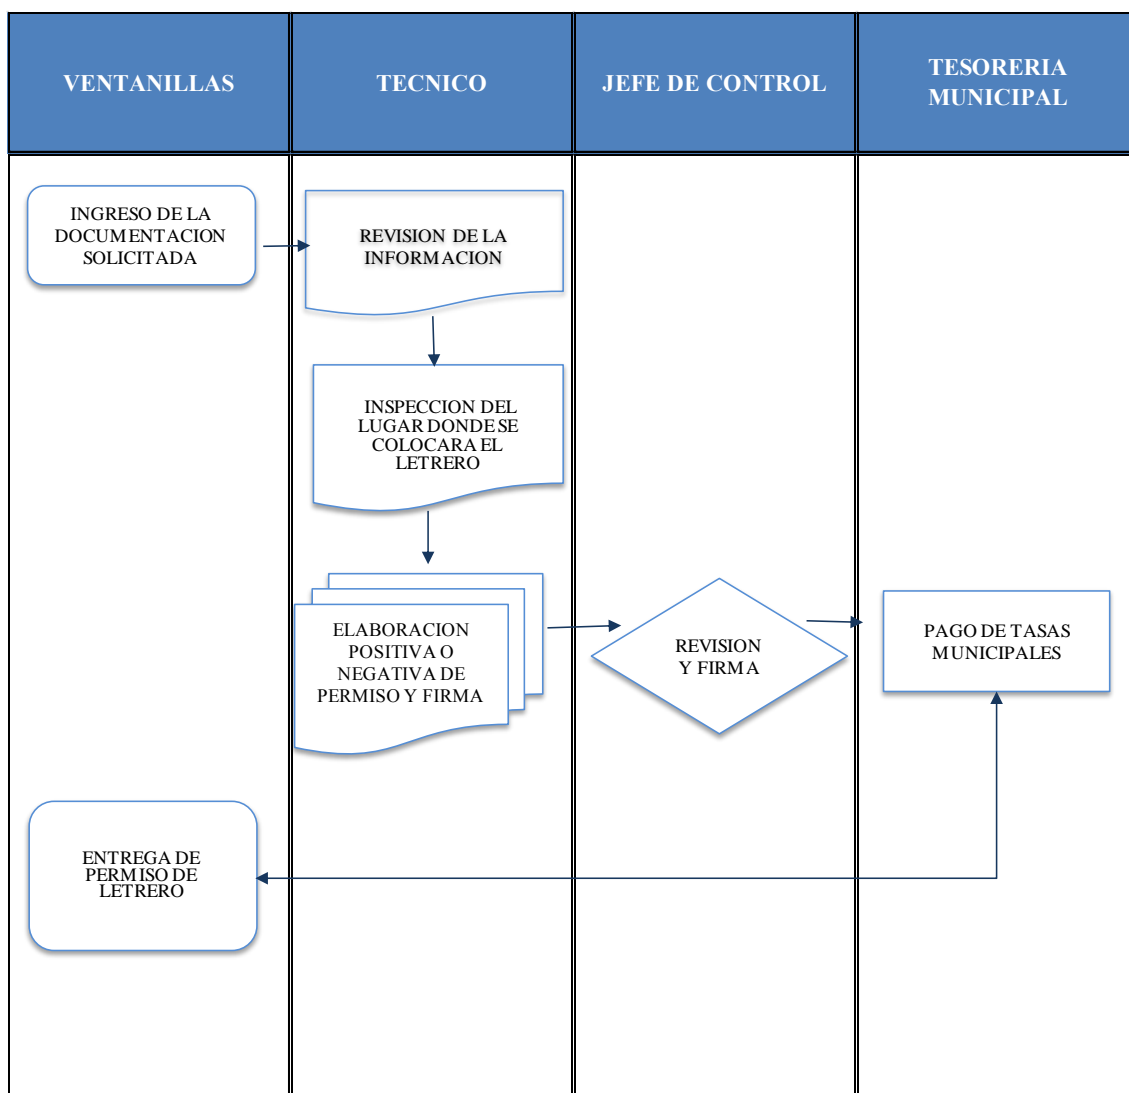 VENTANILLAS
TECNICO
JEFE DE CONTROL
TESORERIA
MUNICIPAL
INGRESO DE LA
DOCUMENTACION
SOLICITADA
REVISION DE LA
INFORMACION
INSPECCION DEL
LUGAR DONDE SE
COLOCARA EL
LETRERO
ELABORACION
POSITIVA O
NEGATIVA DE
PERMISO Y FIRMA
REVISION
Y FIRMA
PAGO DE TASAS
MUNICIPALES
ENTREGA DE
PERMISO DE
LETRERO